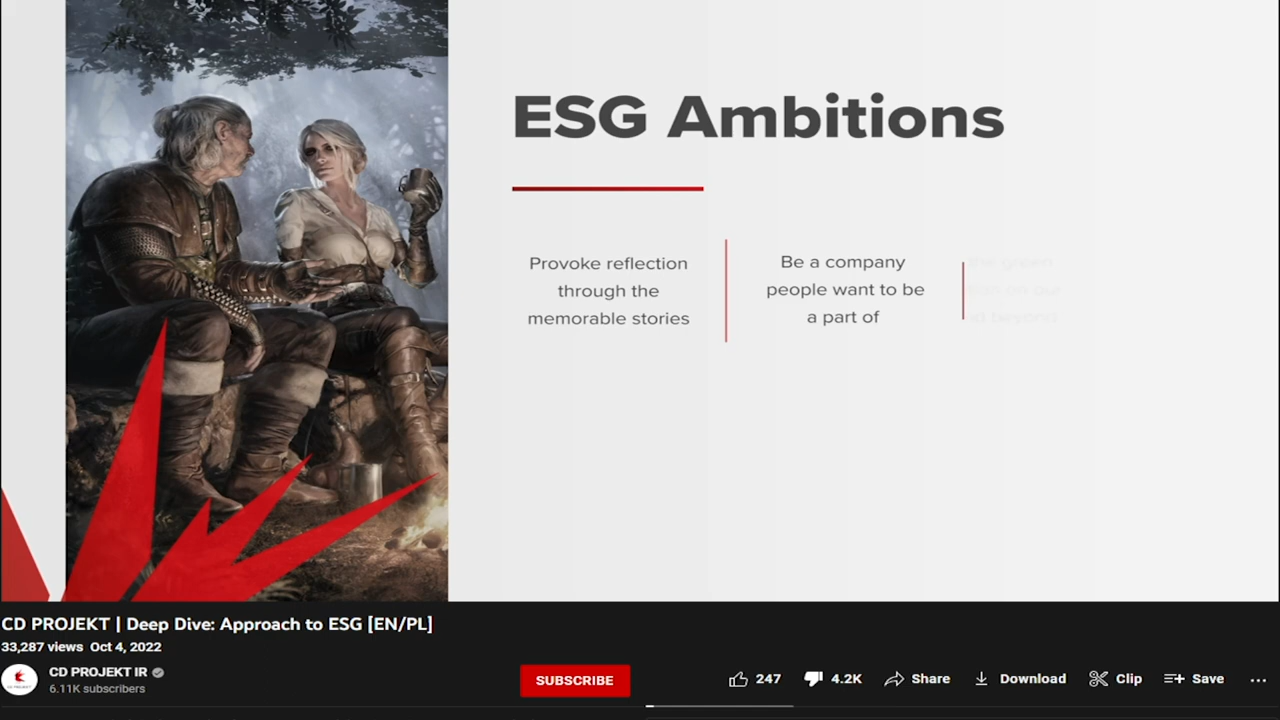 ESG Ambitions
Provoke reflection
through the
memorable stories
Be a company
people want to be
a part of
CD PROJEKT | Deep Dive: Approach to ESG [EN/PL]
33,287 views Oct 4, 2022
CD PROJEKT IR
6.11K subscribers
SUBSCRIBE
247
4.2K
Share
Download
Clip
Save